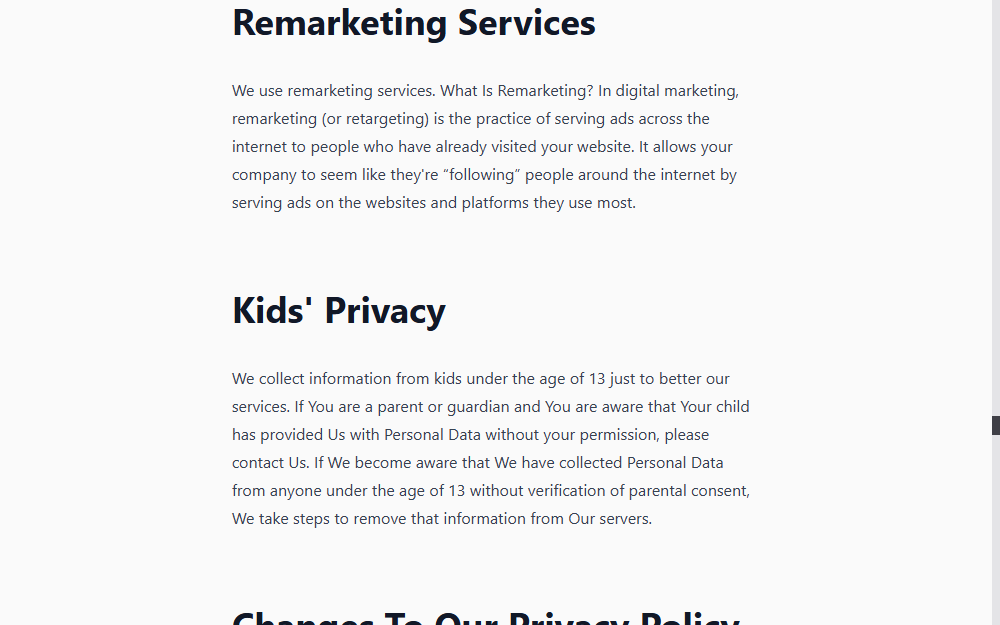 Remarketing Services
We use remarketing services. What Is Remarketing? In digital marketing,
remarketing (or retargeting) is the practice of serving ads across the
internet to people who have already visited your website. It allows your
company to seem like they're “following” people around the internet by
serving ads on the websites and platforms they use most.
Kids' Privacy
We collect information from kids under the age of 13 just to better our
services. If You are a parent or guardian and You are aware that Your child
has provided Us with Personal Data without your permission, please
contact Us. If We become aware that We have collected Personal Data
from anyone under the age of 13 without verification of parental consent,
We take steps to remove that information from Our servers.
Changes To Our Privacy Policy